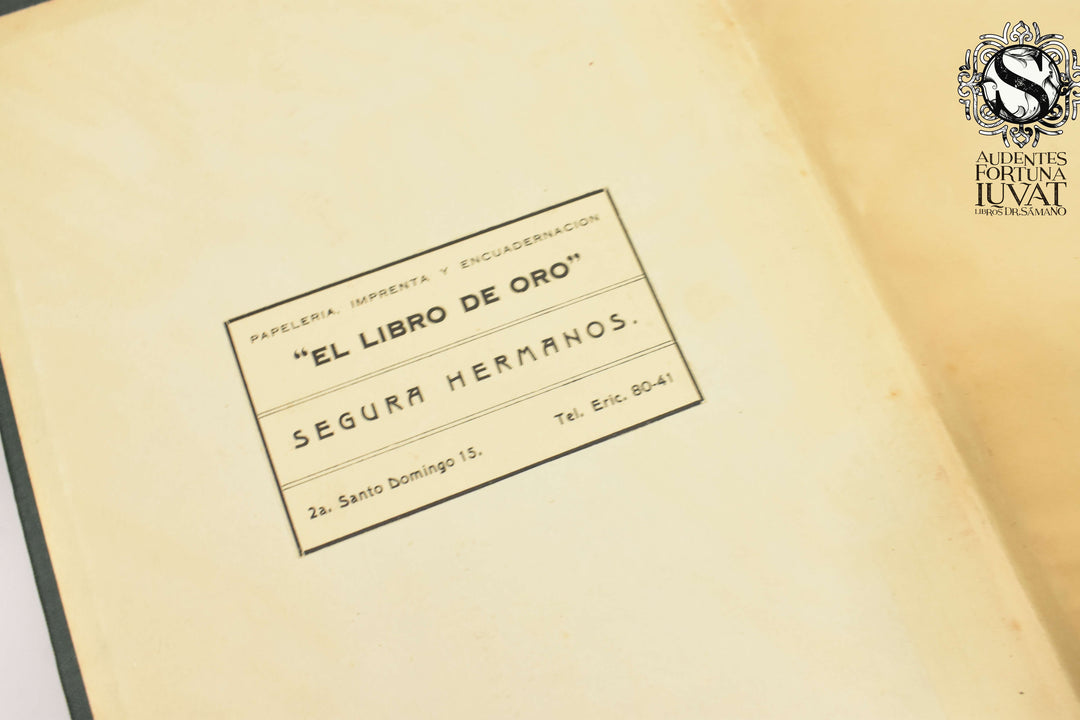 PAPELERIA, IMPRENTA Y ENCUADERNACION
“EL LIBRO DE ORO”
SEGURA HERMANOS.
2a. Santo Domingo 15.
Tel. Eric. 80-41
S
AUDENTES
FORTUNA
IUVAT
LIBROS DR. SÁMANO